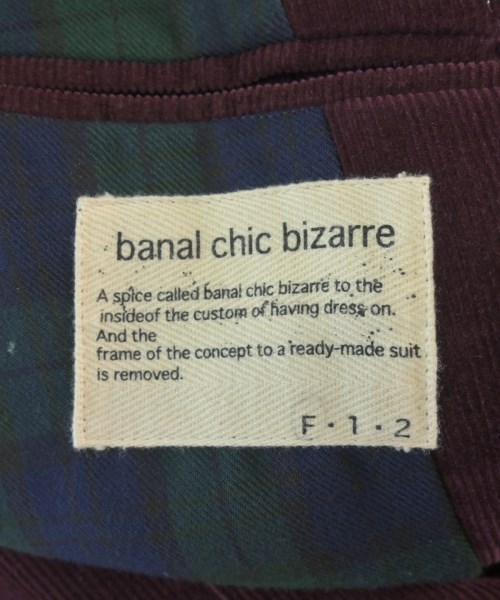 banal chic bizarre
A spice called banal chic bizarre to the
insideof the custom of having dress on.
And the
frame of the concept to a ready-made suit
is removed.
F・1・2